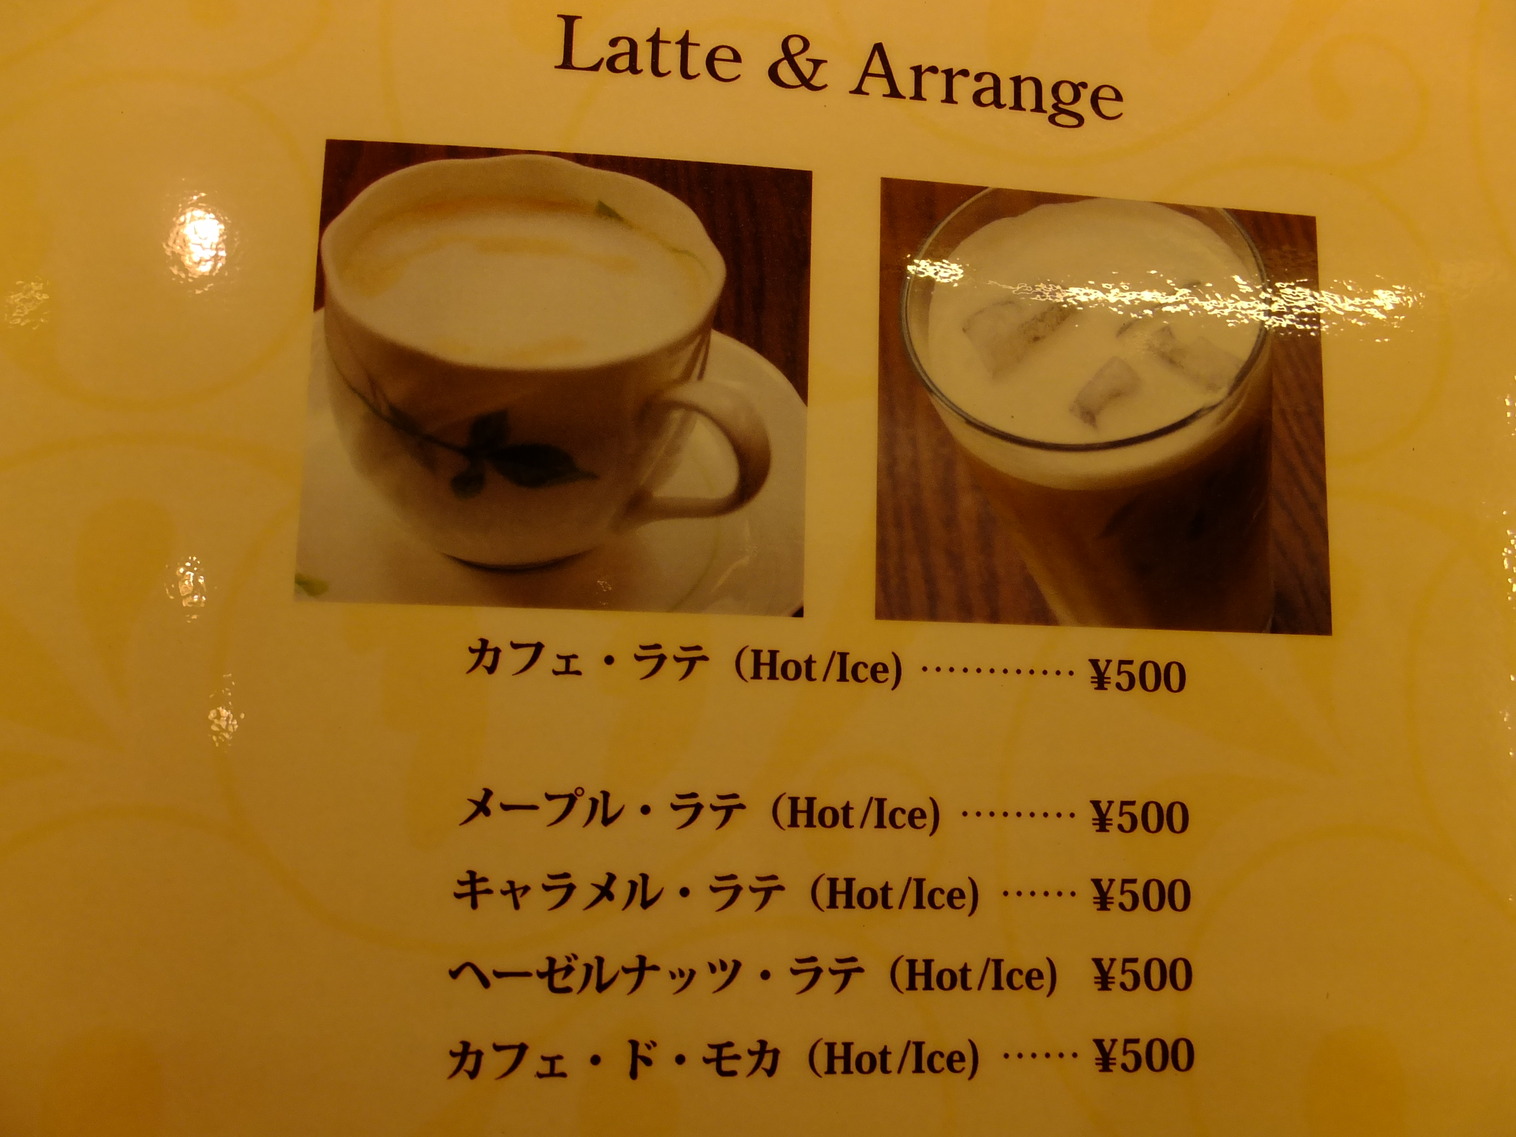 Latte & Arrange
カフェ・ラテ (Hot/Ice) ············ ¥500
メープル・ラテ (Hot/Ice) ········· ¥500
キャラメル・ラテ (Hot/Ice) ······ ¥500
ヘーゼルナッツ・ラテ (Hot/Ice) ¥500
カフェ・ド・モカ (Hot/Ice) ······ ¥500